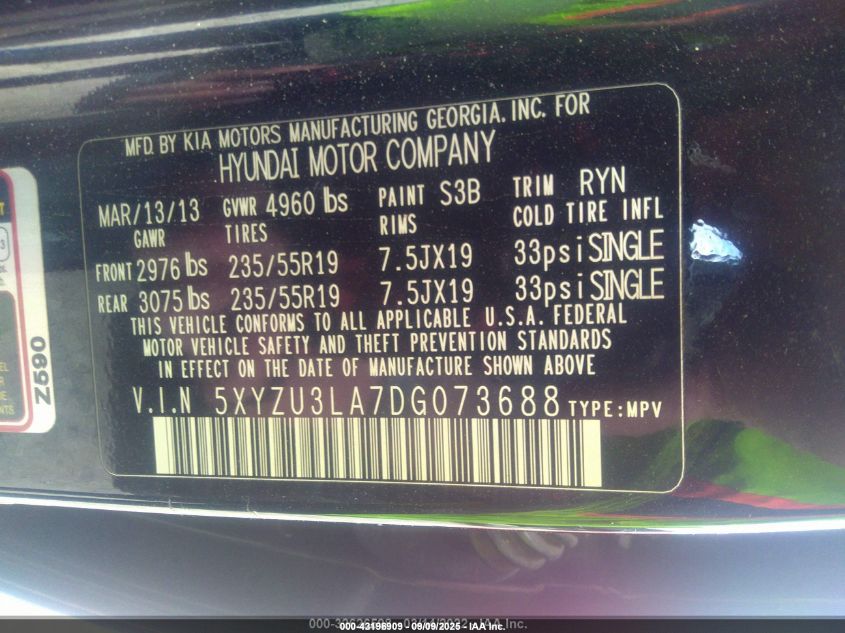 MFD. BY KIA MOTORS MANUFACTURING GEORGIA. INC. FOR
HYUNDAI MOTOR COMPANY
MAR/13/13 GVWR 4960 lbs PAINT S3B TRIM RYN
GAWR TIRES RIMS COLD TIRE INFL
FRONT 2976 lbs 235/55R19 7.5JX19 33psi SINGLE
REAR 3075 lbs 235/55R19 7.5JX19 33psi SINGLE
THIS VEHICLE CONFORMS TO ALL APPLICABLE U.S.A. FEDERAL
MOTOR VEHICLE SAFETY AND THEFT PREVENTION STANDARDS
IN EFFECT ON THE DATE OF MANUFACTURE SHOWN ABOVE
V.I.N 5XYZU3LA7DG073688 TYPE:MPV
Z590
000-43196909 - 09/09/2025 - IAA Inc.